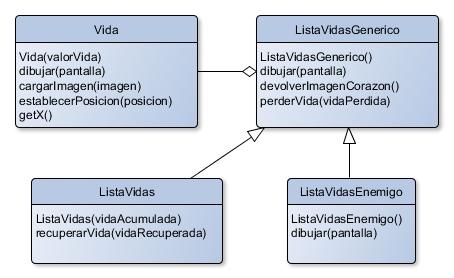 Vida
Vida(valorVida)
dibujar(pantalla)
cargarImagen(imagen)
establecerPosicion(posicion)
getX()
ListaVidasGenerico
ListaVidasGenerico()
dibujar(pantalla)
devolverImagenCorazon()
perderVida(vidaPerdida)
ListaVidas
ListaVidas(vidaAcumulada)
recuperarVida(vidaRecuperada)
ListaVidasEnemigo
ListaVidasEnemigo()
dibujar(pantalla)